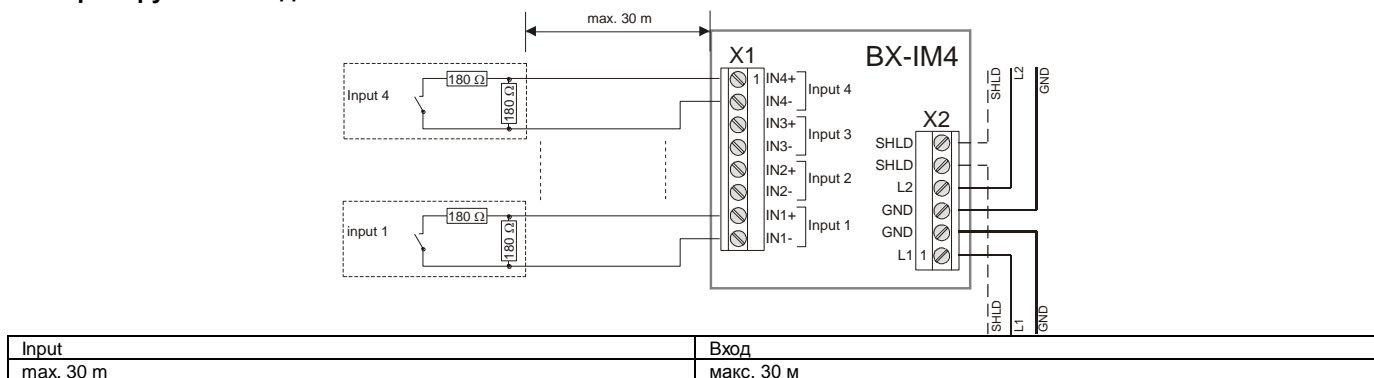 max. 30 m
X1
BX-IM4
Input 4
180 Ω
180 Ω
1
IN4+
IN4-
Input 4
IN3+
IN3-
Input 3
IN2+
IN2-
Input 2
IN1+
IN1-
Input 1
input 1
180 Ω
180 Ω
X2
SHLD
SHLD
L2
GND
GND
L1 1
SHLD
L2
GND
SHLD
L1
GND
Input Вход
max. 30 m макс. 30 м